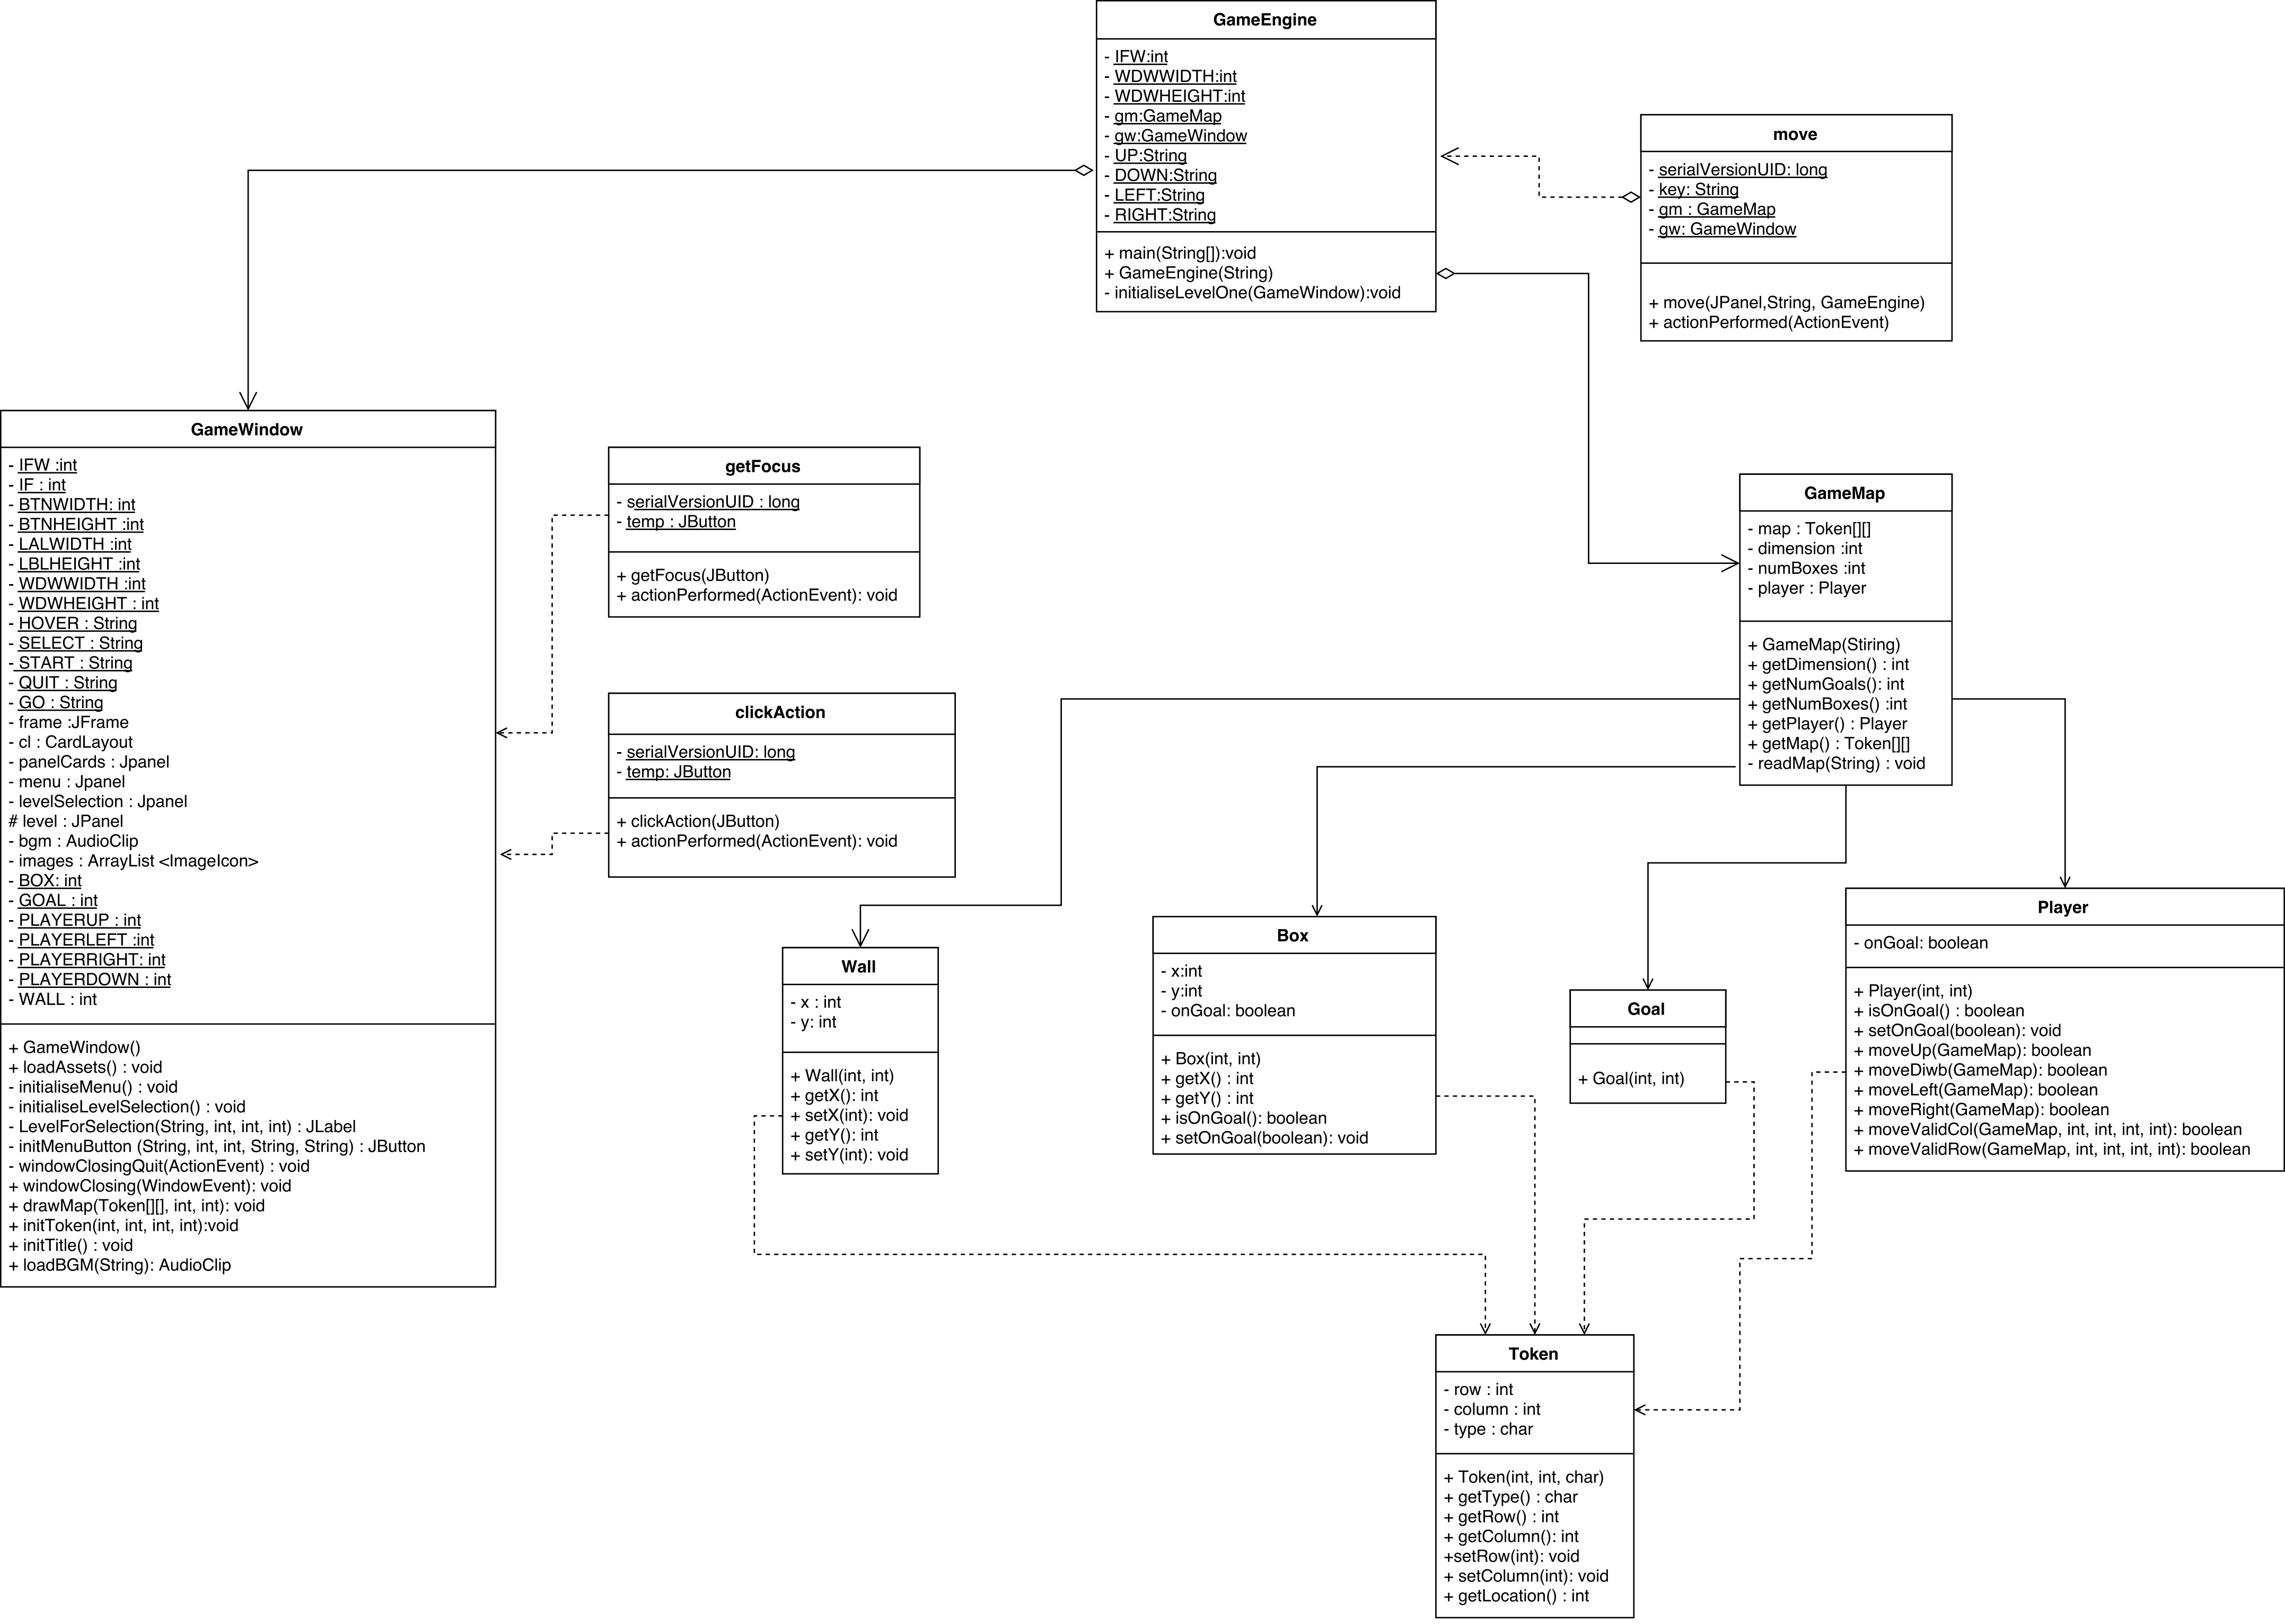 GameEngine
- IFW:int
- WDWWIDTH:int
- WDWHEIGHT:int
- gm:GameMap
- gw:GameWindow
- UP:String
- DOWN:String
- LEFT:String
- RIGHT:String
+ main(String[]):void
+ GameEngine(String)
- initialiseLevelOne(GameWindow):void
move
- serialVersionUID: long
- key: String
- gm : GameMap
- gw: GameWindow
+ move(JPanel,String, GameEngine)
+ actionPerformed(ActionEvent)
GameWindow
- IFW :int
- IF : int
- BTNWIDTH: int
- BTNHEIGHT :int
- LALWIDTH :int
- LBLHEIGHT : int
- WDWWIDTH :int
- WDWHEIGHT : int
- HOVER : String
- SELECT : String
- START : String
- QUIT : String
- GO : String
- frame :JFrame
- cl : CardLayout
- panelCards : Jpanel
- menu : Jpanel
- levelSelection : Jpanel
# level : JPanel
- bgm : AudioClip
- images : ArrayList <ImageIcon>
- BOX: int
- GOAL : int
- PLAYERUP : int
- PLAYERLEFT :int
- PLAYERRIGHT: int
- PLAYERDOWN : int
- WALL : int
+ GameWindow()
+ loadAssets() : void
- initialiseMenu() : void
- initialiseLevelSelection() : void
- LevelForSelection(String, int, int, int) : JLabel
- initMenuButton (String, int, int, String, String) : JButton
- windowClosingQuit(ActionEvent) : void
+ windowClosing(WindowEvent): void
+ drawMap(Token[][], int, int): void
+ initToken(int, int, int, int):void
+ initTitle() : void
+ loadBGM(String): AudioClip
getFocus
- serialVersionUID : long
- temp : JButton
+ getFocus(JButton)
+ actionPerformed(ActionEvent): void
clickAction
- serialVersionUID: long
- temp: JButton
+ clickAction(JButton)
+ actionPerformed(ActionEvent): void
GameMap
- map : Token[][]
- dimension :int
- numBoxes :int
- player : Player
+ GameMap(Stiring)
+ getDimension() : int
+ getNumGoals(): int
+ getNumBoxes() :int
+ getPlayer() : Player
+ getMap() : Token[][]
- readMap(String) : void
Wall
- x : int
- y: int
+ Wall(int, int)
+ getX(): int
+ setX(int): void
+ getY(): int
+ setY(int): void
Box
- x:int
- y:int
- onGoal: boolean
+ Box(int, int)
+ getX() : int
+ getY() : int
+ isOnGoal(): boolean
+ setOnGoal(boolean): void
Goal
+ Goal(int, int)
Player
- onGoal: boolean
+ Player(int, int)
+ isOnGoal() : boolean
+ setOnGoal(boolean): void
+ moveUp(GameMap): boolean
+ moveDiwb(GameMap): boolean
+ moveLeft(GameMap): boolean
+ moveRight(GameMap): boolean
+ moveValidCol(GameMap, int, int, int, int): boolean
+ moveValidRow(GameMap, int, int, int, int): boolean
Token
- row : int
- column : int
- type : char
+ Token(int, int, char)
+ getType() : char
+ getRow() : int
+ getColumn(): int
+setRow(int): void
+ setColumn(int): void
+ getLocation() : int